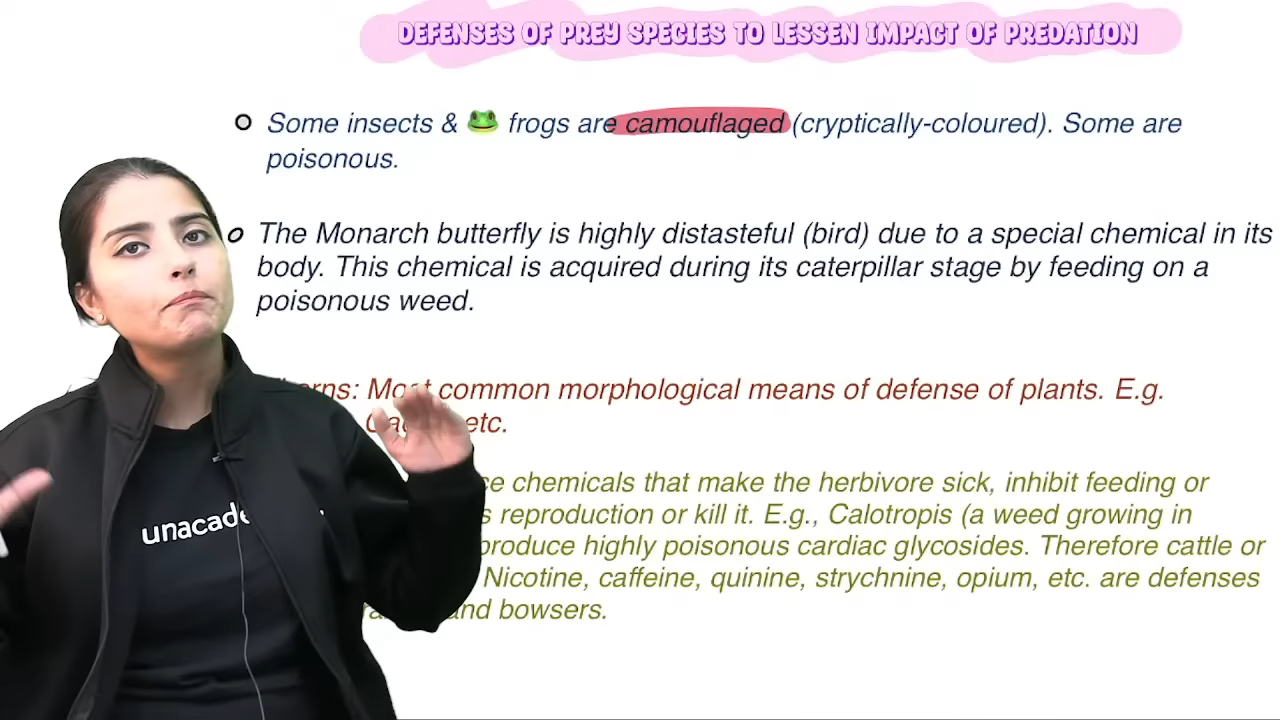 DEFENSES OF PREY SPECIES TO LESSEN IMPACT OF PREDATION
Some insects & 🐸 frogs are camouflaged (cryptically-coloured). Some are
poisonous.
The Monarch butterfly is highly distasteful (bird) due to a special chemical in its
body. This chemical is acquired during its caterpillar stage by feeding on a
poisonous weed.
Most common morphological means of defense of plants. E.g.
etc.
chemicals that make the herbivore sick, inhibit feeding or
reproduction or kill it. E.g., Calotropis (a weed growing in
produce highly poisonous cardiac glycosides. Therefore cattle or
Nicotine, caffeine, quinine, strychnine, opium, etc. are defenses
and bowsers.